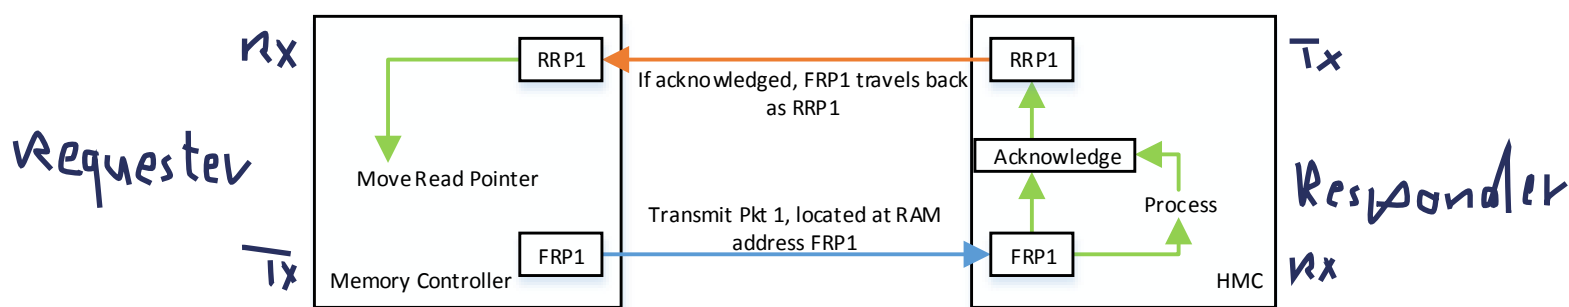 Rx
RRP1
If acknowledged, FRP1 travels back
as RRP1
RRP1
Tx
Requester
Move Read Pointer
Acknowledge
Process
Responder
Transmit Pkt 1, located at RAM
address FRP1
Tx
FRP1
Memory Controller
FRP1
HMC
Rx